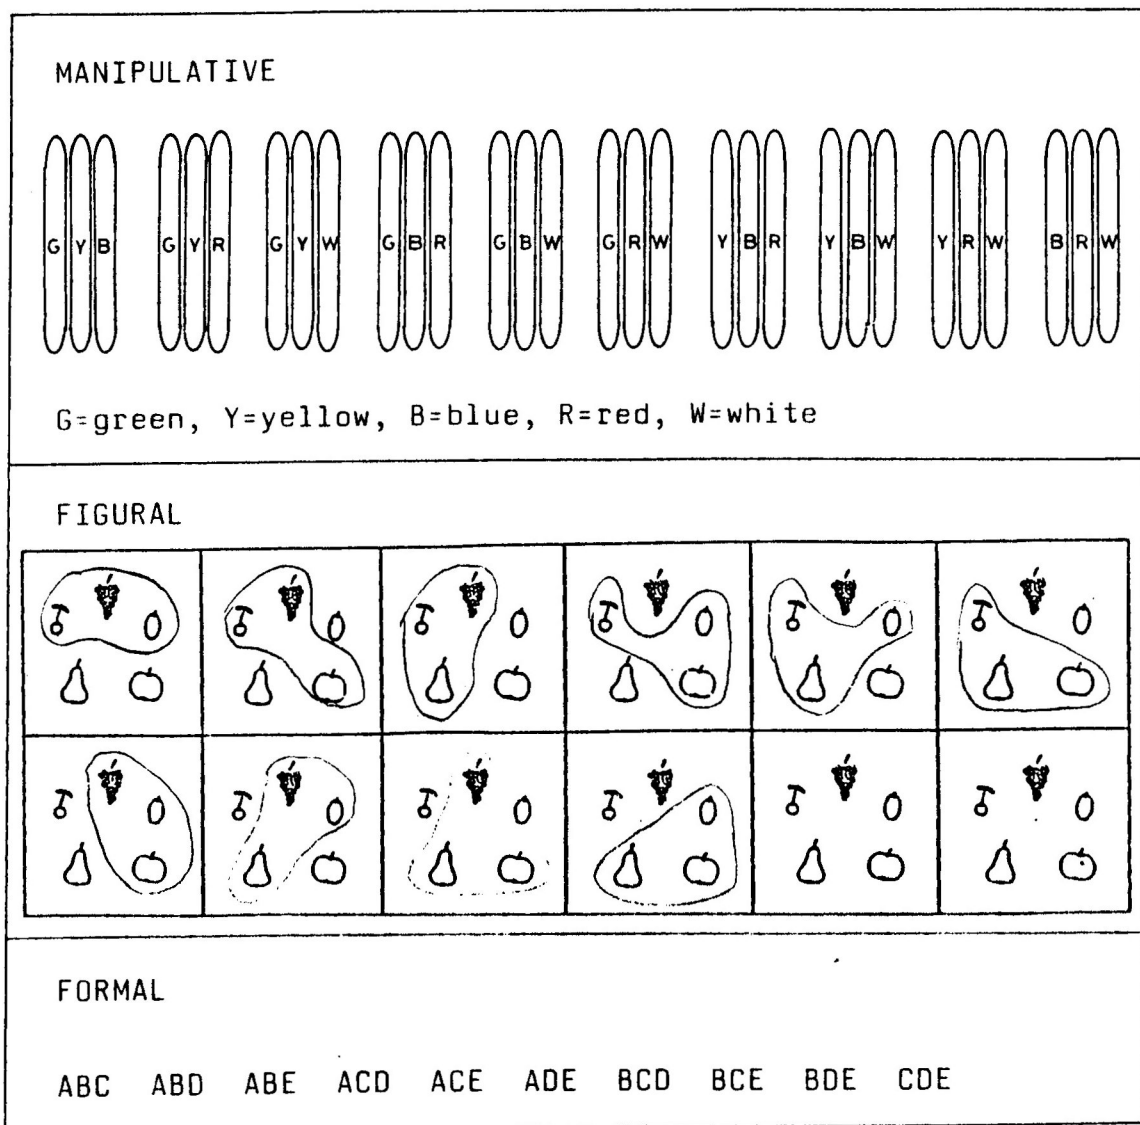 MANIPULATIVE
G Y B G Y R G Y W G B R G B W G R W Y B R Y B W Y R W B R W
G=green, Y=yellow, B=blue, R=red, W=white
FIGURAL
FORMAL
ABC ABD ABE ACD ACE ADE BCD BCE BDE CDE